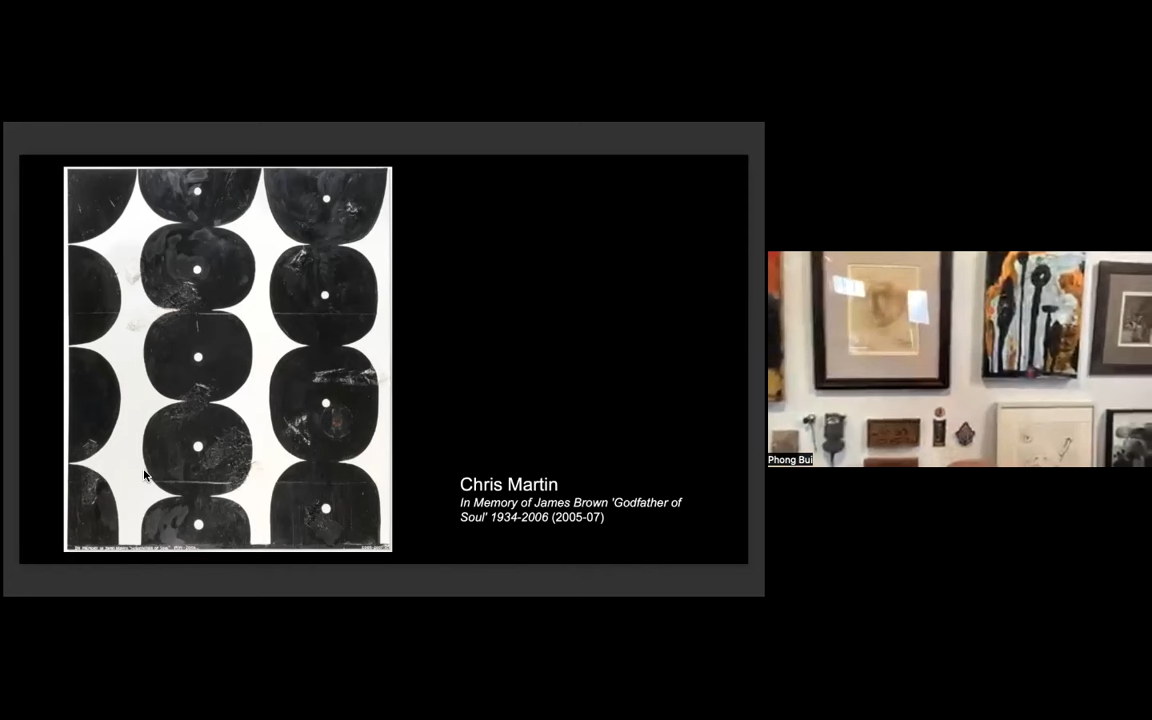 Chris Martin
In Memory of James Brown 'Godfather of
Soul' 1934-2006 (2005-07)
Phong Bui